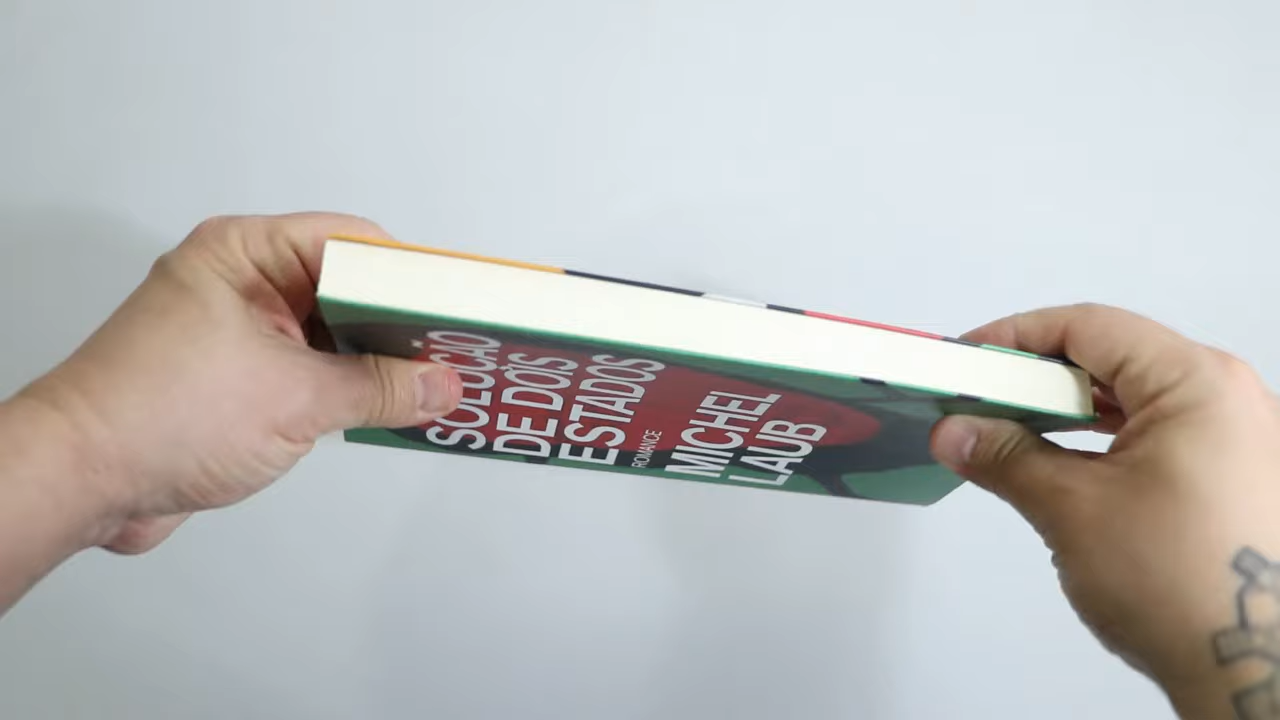 SOLUÇÃO
DE DOIS
ESTADOS
ROMANCE
MICHEL
LAUB